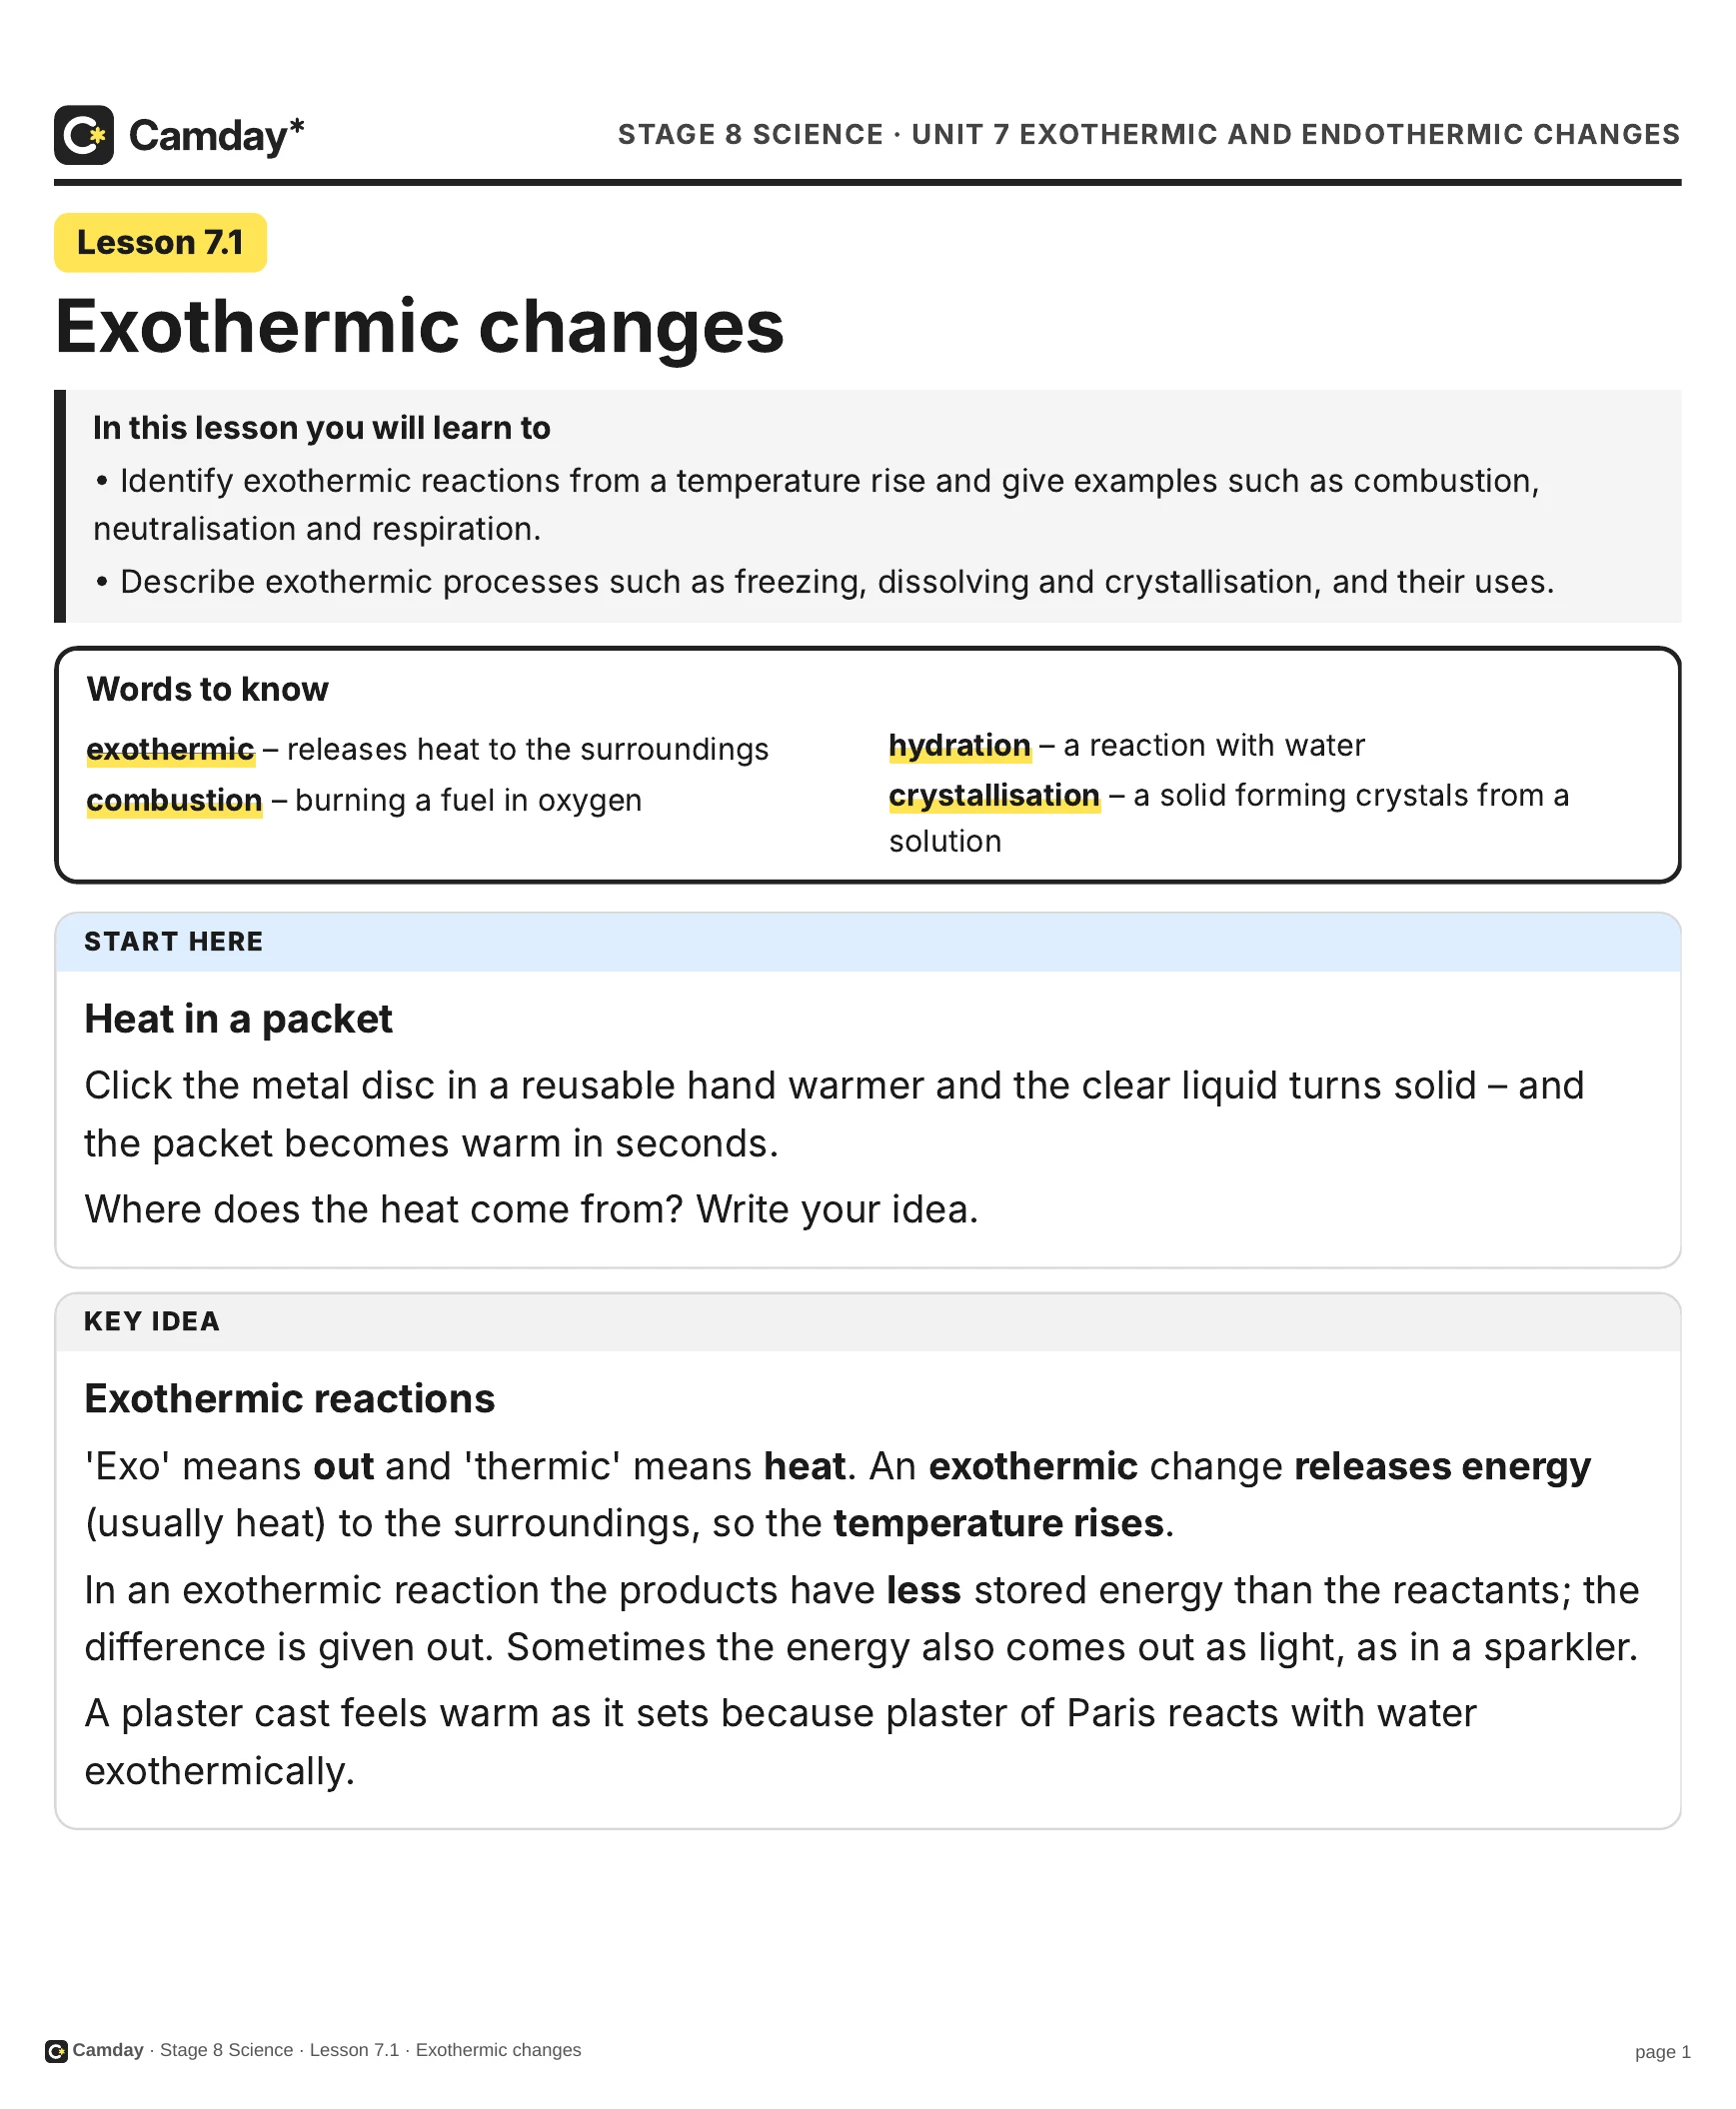 Camday*
STAGE 8 SCIENCE · UNIT 7 EXOTHERMIC AND ENDOTHERMIC CHANGES
Lesson 7.1
Exothermic changes
In this lesson you will learn to
• Identify exothermic reactions from a temperature rise and give examples such as combustion,
neutralisation and respiration.
• Describe exothermic processes such as freezing, dissolving and crystallisation, and their uses.
Words to know
exothermic – releases heat to the surroundings
combustion – burning a fuel in oxygen
hydration – a reaction with water
crystallisation – a solid forming crystals from a
solution
START HERE
Heat in a packet
Click the metal disc in a reusable hand warmer and the clear liquid turns solid – and
the packet becomes warm in seconds.
Where does the heat come from? Write your idea.
KEY IDEA
Exothermic reactions
'Exo' means out and 'thermic' means heat. An exothermic change releases energy
(usually heat) to the surroundings, so the temperature rises.
In an exothermic reaction the products have less stored energy than the reactants; the
difference is given out. Sometimes the energy also comes out as light, as in a sparkler.
A plaster cast feels warm as it sets because plaster of Paris reacts with water
exothermically.
Camday · Stage 8 Science · Lesson 7.1 · Exothermic changes
page 1